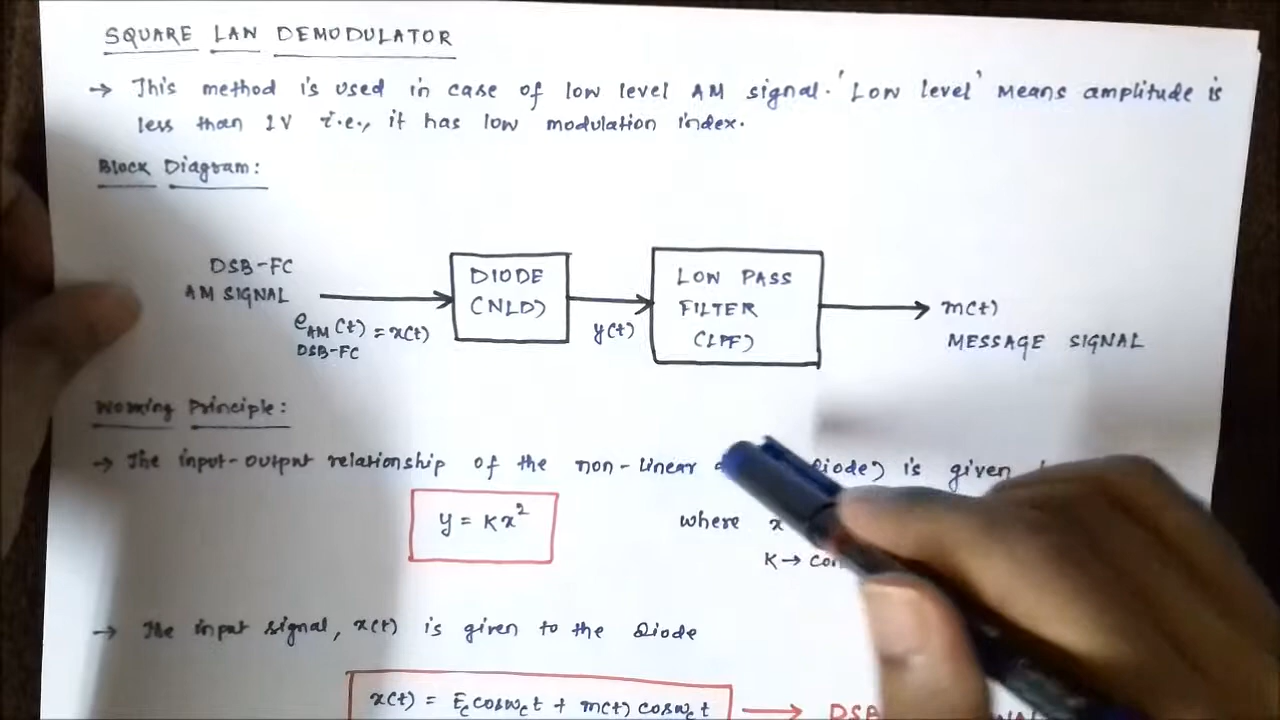 SQUARE LAN DEMODULATOR
→ This method is used in case of low level AM signal. 'Low level' Means amplitude is
less than 1V i.e., it has low modulation index.
Block Diagram:
DSB-FC
AM SIGNAL
e_AM(t) = x(t)
DSB-FC
DIODE
(NLD)
y(t)
LOW PASS
FILTER
(LPF)
m(t)
MESSAGE SIGNAL
Working Principle:
→ The input-output relationship of the non-linear is given
y = Kx²
where x
K →
→ The input signal, x(t) is given to the Diode
x(t) = E_c cosω_c t + m(t) cosω_c t → DSB